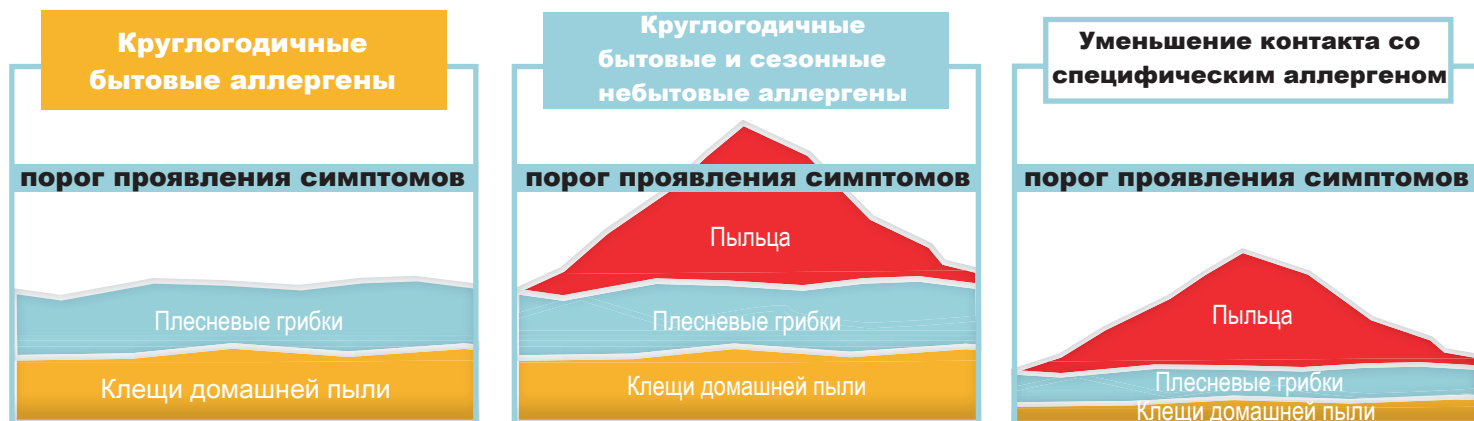 Круглогодичные
бытовые аллергены
порог проявления симптомов
Плесневые грибки
Клещи домашней пыли
Круглогодичные
бытовые и сезонные
небытовые аллергены
порог проявления симптомов
Пыльца
Плесневые грибки
Клещи домашней пыли
Уменьшение контакта со
специфическим аллергеном
порог проявления симптомов
Пыльца
Плесневые грибки
Клещи домашней пыли